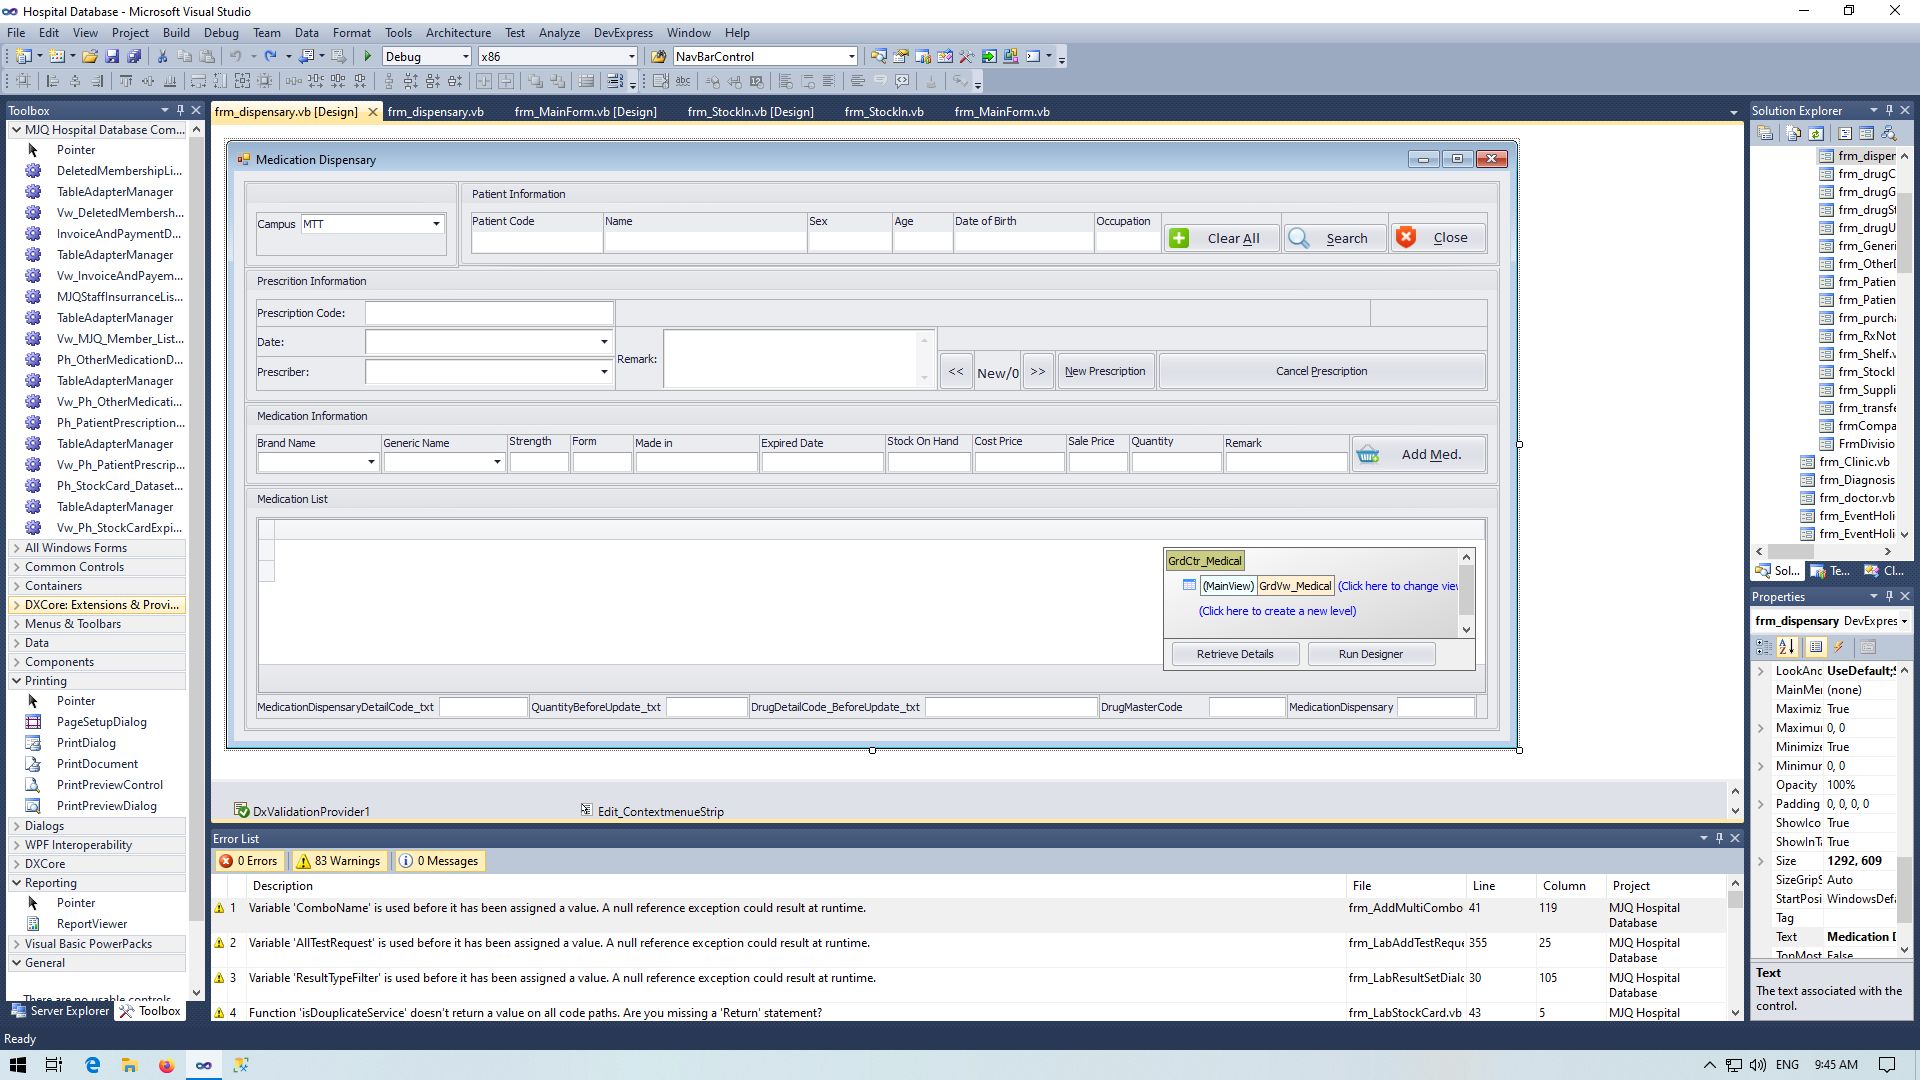 Hospital Database - Microsoft Visual Studio
File Edit View Project Build Debug Team Data Format Tools Architecture Test Analyze DevExpress Window Help
Debug x86 NavBarControl
Toolbox
MJQ Hospital Database Com...
Pointer
DeletedMembershipLi...
TableAdapterManager
Vw_DeletedMembersh...
InvoiceAndPaymentD...
TableAdapterManager
Vw_InvoiceAndPayem...
MJQStaffInsurranceLis...
TableAdapterManager
Vw_MJQ_Member_List...
Ph_OtherMedicationD...
TableAdapterManager
Vw_Ph_OtherMedicati...
Ph_PatientPrescription...
TableAdapterManager
Vw_Ph_PatientPrescrip...
Ph_StockCard_Dataset...
TableAdapterManager
Vw_Ph_StockCardExpi...
All Windows Forms
Common Controls
Containers
DXCore: Extensions & Provi...
Menus & Toolbars
Data
Components
Printing
Pointer
PageSetupDialog
PrintDialog
PrintDocument
PrintPreviewControl
PrintPreviewDialog
Dialogs
WPF Interoperability
DXCore
Reporting
Pointer
ReportViewer
Visual Basic PowerPacks
General
There are no usable controls
Server Explorer Toolbox
frm_dispensary.vb [Design] frm_dispensary.vb frm_MainForm.vb [Design] frm_StockIn.vb [Design] frm_StockIn.vb frm_MainForm.vb
Medication Dispensary
Patient Information
Campus MTT
Patient Code Name Sex Age Date of Birth Occupation
Clear All Search Close
Prescrition Information
Prescription Code:
Date:
Prescriber:
Remark:
<< New/0 >> New Prescription Cancel Prescription
Medication Information
Brand Name Generic Name Strength Form Made in Expired Date Stock On Hand Cost Price Sale Price Quantity Remark
Add Med.
Medication List
GrdCtr_Medical
(MainView) GrdVw_Medical (Click here to change view
(Click here to create a new level)
Retrieve Details Run Designer
MedicationDispensaryDetailCode_txt QuantityBeforeUpdate_txt DrugDetailCode_BeforeUpdate_txt DrugMasterCode MedicationDispensary
DxValidationProvider1 Edit_ContextmenueStrip
Error List
0 Errors 83 Warnings 0 Messages
Description File Line Column Project
1 Variable 'ComboName' is used before it has been assigned a value. A null reference exception could result at runtime. frm_AddMultiCombo 41 119 MJQ Hospital
Database
2 Variable 'AllTestRequest' is used before it has been assigned a value. A null reference exception could result at runtime. frm_LabAddTestReque 355 25 MJQ Hospital
Database
3 Variable 'ResultTypeFilter' is used before it has been assigned a value. A null reference exception could result at runtime. frm_LabResultSetDialo 30 105 MJQ Hospital
Database
4 Function 'isDouplicateService' doesn't return a value on all code paths. Are you missing a 'Return' statement? frm_LabStockCard.vb 43 5 MJQ Hospital
Solution Explorer
frm_disper
frm_drugC
frm_drugG
frm_drugSt
frm_drugU
frm_Generi
frm_OtherI
frm_Patien
frm_Patien
frm_purcha
frm_RxNot
frm_Shelf.v
frm_StockI
frm_Suppli
frm_transfe
frmCompa
FrmDivisio
frm_Clinic.vb
frm_Diagnosis
frm_doctor.vb
frm_EventHoli
frm_EventHoli
Sol... Te... Cl...
Properties
frm_dispensary DevExpres
LookAnd UseDefault;S
MainMe (none)
Maximiz True
Maximu 0, 0
Minimize True
Minimur 0, 0
Opacity 100%
Padding 0, 0, 0, 0
ShowIco True
ShowInTa True
Size 1292, 609
SizeGripS Auto
StartPosi WindowsDefa
Tag
Text Medication D
TopMost False
Text
The text associated with the
control.
Ready
ENG 9:45 AM